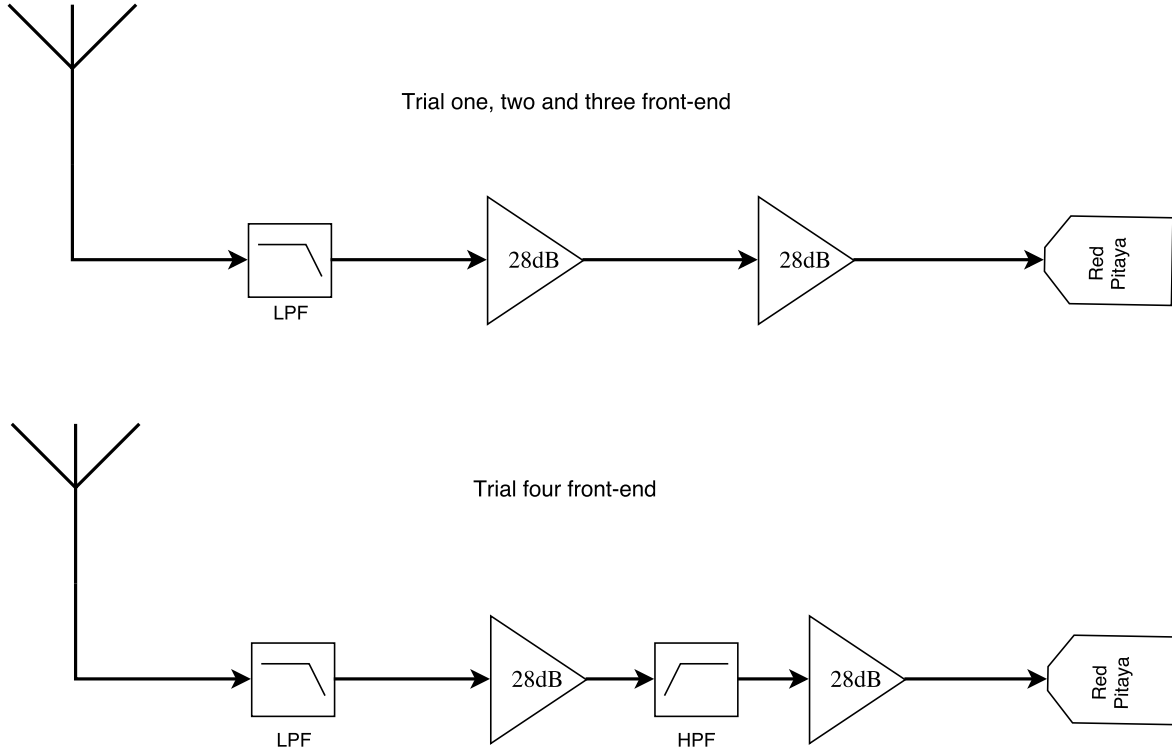 Trial one, two and three front-end
28dB
28dB
Red
Pitaya
LPF
Trial four front-end
28dB
28dB
Red
Pitaya
LPF
HPF